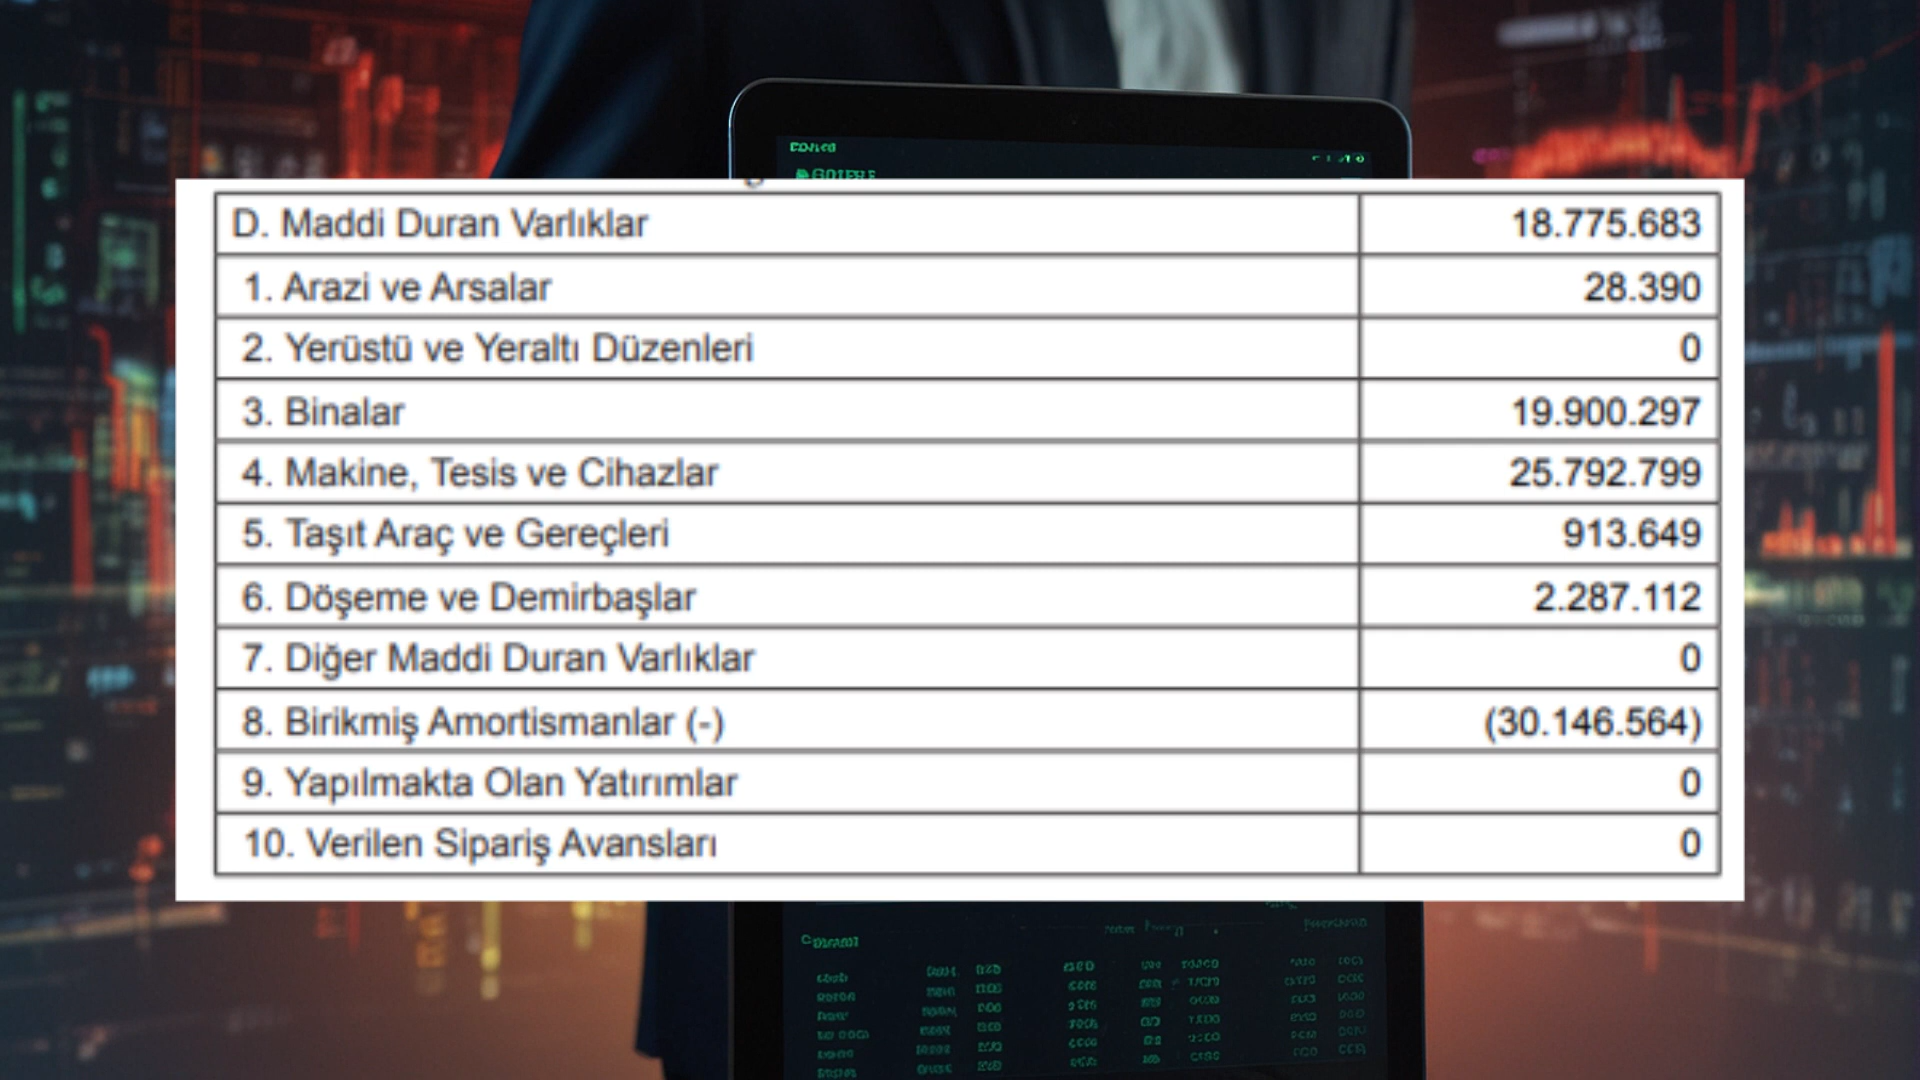 D. Maddi Duran Varlıklar 18.775.683
1. Arazi ve Arsalar 28.390
2. Yerüstü ve Yeraltı Düzenleri 0
3. Binalar 19.900.297
4. Makine, Tesis ve Cihazlar 25.792.799
5. Taşıt Araç ve Gereçleri 913.649
6. Döşeme ve Demirbaşlar 2.287.112
7. Diğer Maddi Duran Varlıklar 0
8. Birikmiş Amortismanlar (-) (30.146.564)
9. Yapılmakta Olan Yatırımlar 0
10. Verilen Sipariş Avansları 0